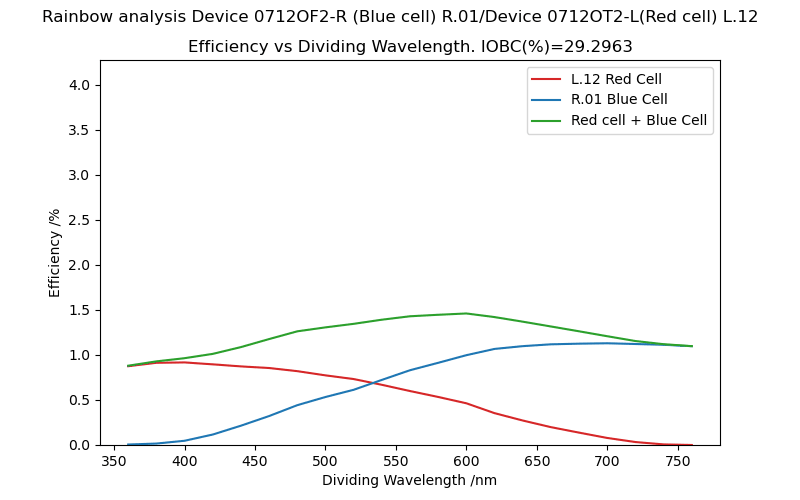 Rainbow analysis Device 0712OF2-R (Blue cell) R.01/Device 0712OT2-L(Red cell) L.12
Efficiency vs Dividing Wavelength. IOBC(%)=29.2963
L.12 Red Cell
R.01 Blue Cell
Red cell + Blue Cell
Efficiency /%
4.0
3.5
3.0
2.5
2.0
1.5
1.0
0.5
0.0
350 400 450 500 550 600 650 700 750
Dividing Wavelength /nm